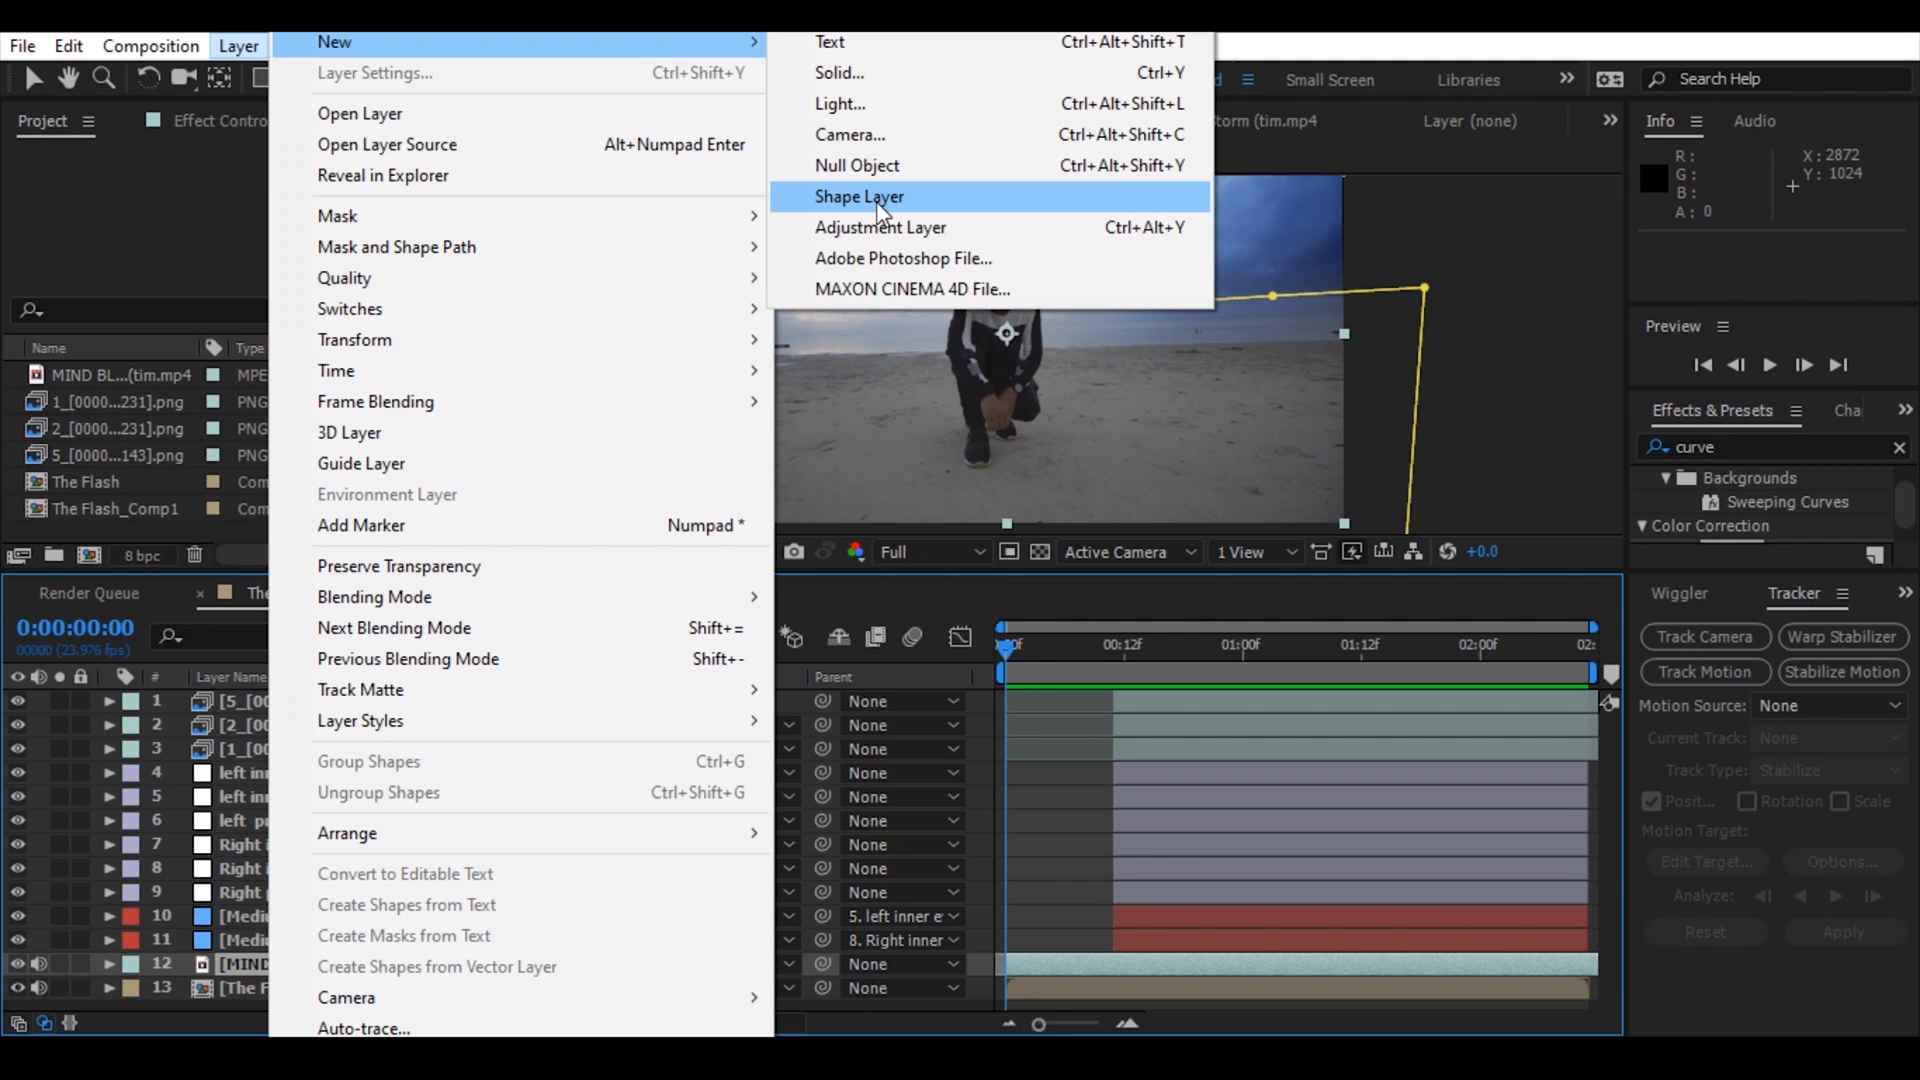 File Edit Composition Layer
New
Layer Settings... Ctrl+Shift+Y
Open Layer
Open Layer Source Alt+Numpad Enter
Reveal in Explorer
Mask
Mask and Shape Path
Quality
Switches
Transform
Time
Frame Blending
3D Layer
Guide Layer
Environment Layer
Add Marker Numpad *
Preserve Transparency
Blending Mode
Next Blending Mode Shift+=
Previous Blending Mode Shift+-
Track Matte
Layer Styles
Group Shapes Ctrl+G
Ungroup Shapes Ctrl+Shift+G
Arrange
Convert to Editable Text
Create Shapes from Text
Create Masks from Text
Create Shapes from Vector Layer
Camera
Auto-trace...
Text Ctrl+Alt+Shift+T
Solid... Ctrl+Y
Light... Ctrl+Alt+Shift+L
Camera... Ctrl+Alt+Shift+C
Null Object Ctrl+Alt+Shift+Y
Shape Layer
Adjustment Layer Ctrl+Alt+Y
Adobe Photoshop File...
MAXON CINEMA 4D File...
Small Screen Libraries Search Help
Project Effect Contro
torm (tim.mp4 Layer (none)
Info Audio
R: X: 2872
G: Y: 1024
B:
A: 0
Name Type
MIND BL...(tim.mp4 MPE
1_[0000...231].png PNG
2_[0000...231].png PNG
5_[0000...143].png PNG
The Flash Com
The Flash_Comp1 Com
8 bpc
Preview
Effects & Presets Cha
curve
Backgrounds
Sweeping Curves
Color Correction
Full Active Camera 1 View +0.0
Render Queue The
0:00:00:00
00000 (23.976 fps)
# Layer Name Parent
00f 00:12f 01:00f 01:12f 02:00f 02:
1 [5_[00 None
2 [2_[00 None
3 [1_[00 None
4 left in None
5 left in None
6 left pu None
7 Right i None
8 Right i None
9 Right None
10 [Medi 5. left inner e
11 [Medi 8. Right inner
12 [MIND None
13 [The F None
Wiggler Tracker
Track Camera Warp Stabilizer
Track Motion Stabilize Motion
Motion Source: None
Current Track: None
Track Type: Stabilize
Posit... Rotation Scale
Motion Target:
Edit Target... Options...
Analyze:
Reset Apply